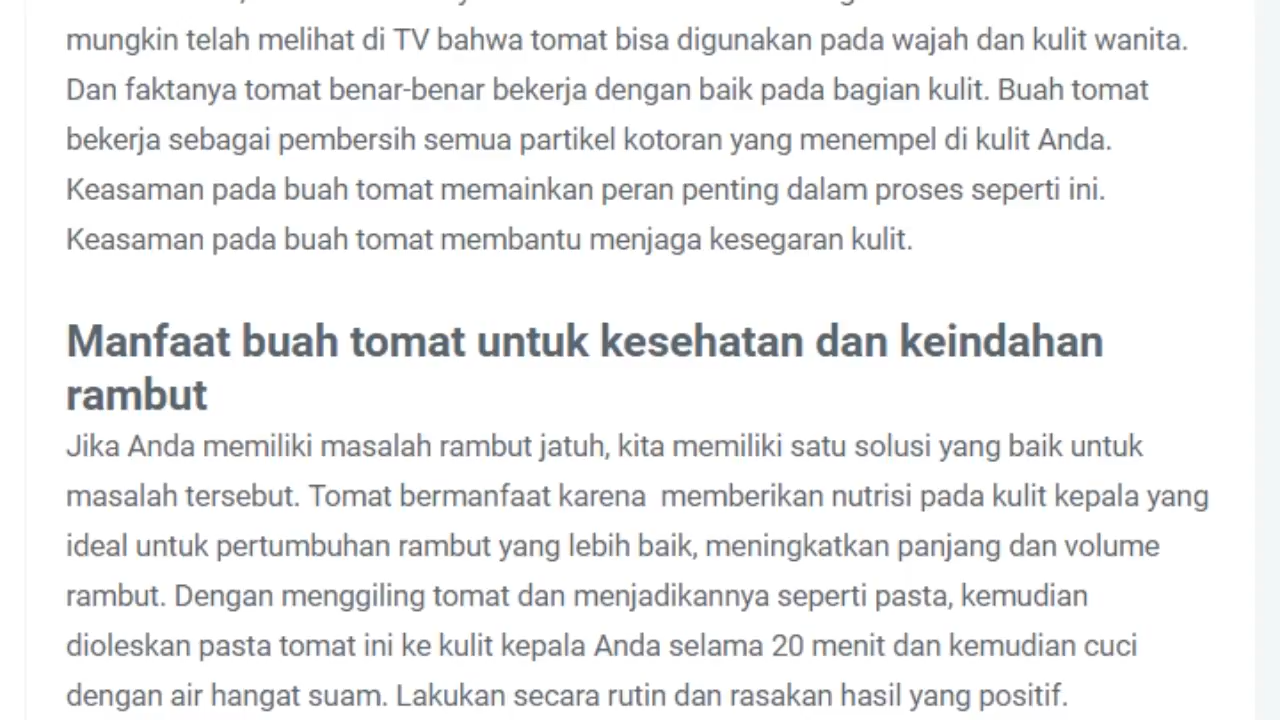 mungkin telah melihat di TV bahwa tomat bisa digunakan pada wajah dan kulit wanita.
Dan faktanya tomat benar-benar bekerja dengan baik pada bagian kulit. Buah tomat
bekerja sebagai pembersih semua partikel kotoran yang menempel di kulit Anda.
Keasaman pada buah tomat memainkan peran penting dalam proses seperti ini.
Keasaman pada buah tomat membantu menjaga kesegaran kulit.
Manfaat buah tomat untuk kesehatan dan keindahan
rambut
Jika Anda memiliki masalah rambut jatuh, kita memiliki satu solusi yang baik untuk
masalah tersebut. Tomat bermanfaat karena  memberikan nutrisi pada kulit kepala yang
ideal untuk pertumbuhan rambut yang lebih baik, meningkatkan panjang dan volume
rambut. Dengan menggiling tomat dan menjadikannya seperti pasta, kemudian
dioleskan pasta tomat ini ke kulit kepala Anda selama 20 menit dan kemudian cuci
dengan air hangat suam. Lakukan secara rutin dan rasakan hasil yang positif.